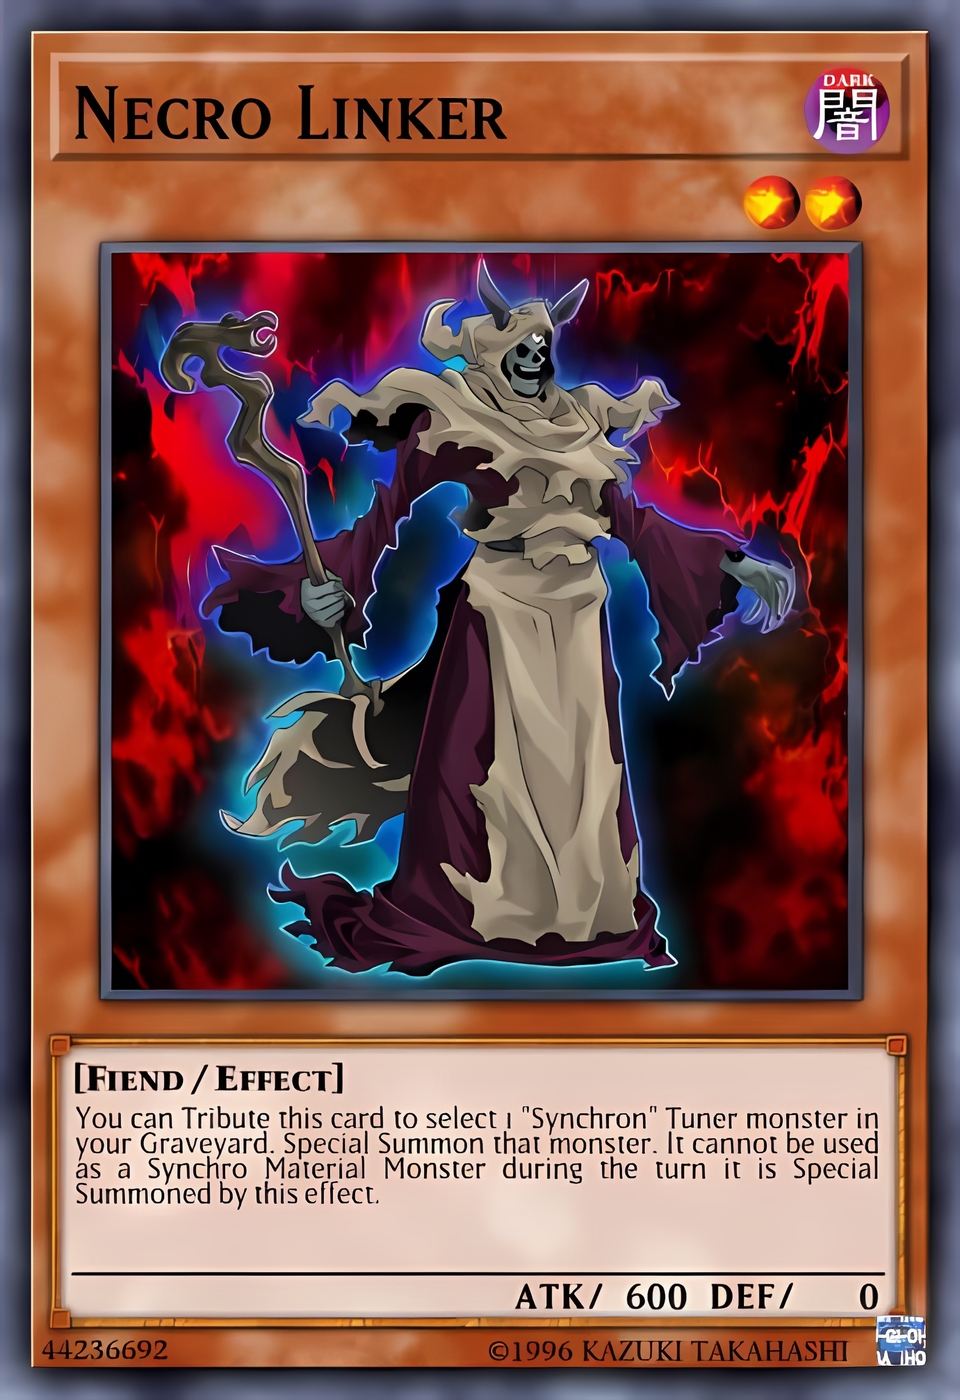 NECRO LINKER
DARK
闇
[FIEND / EFFECT]
You can Tribute this card to select 1 "Synchron" Tuner monster in
your Graveyard. Special Summon that monster. It cannot be used
as a Synchro Material Monster during the turn it is Special
Summoned by this effect.
ATK/ 600 DEF/ 0
44236692 ©1996 KAZUKI TAKAHASHI